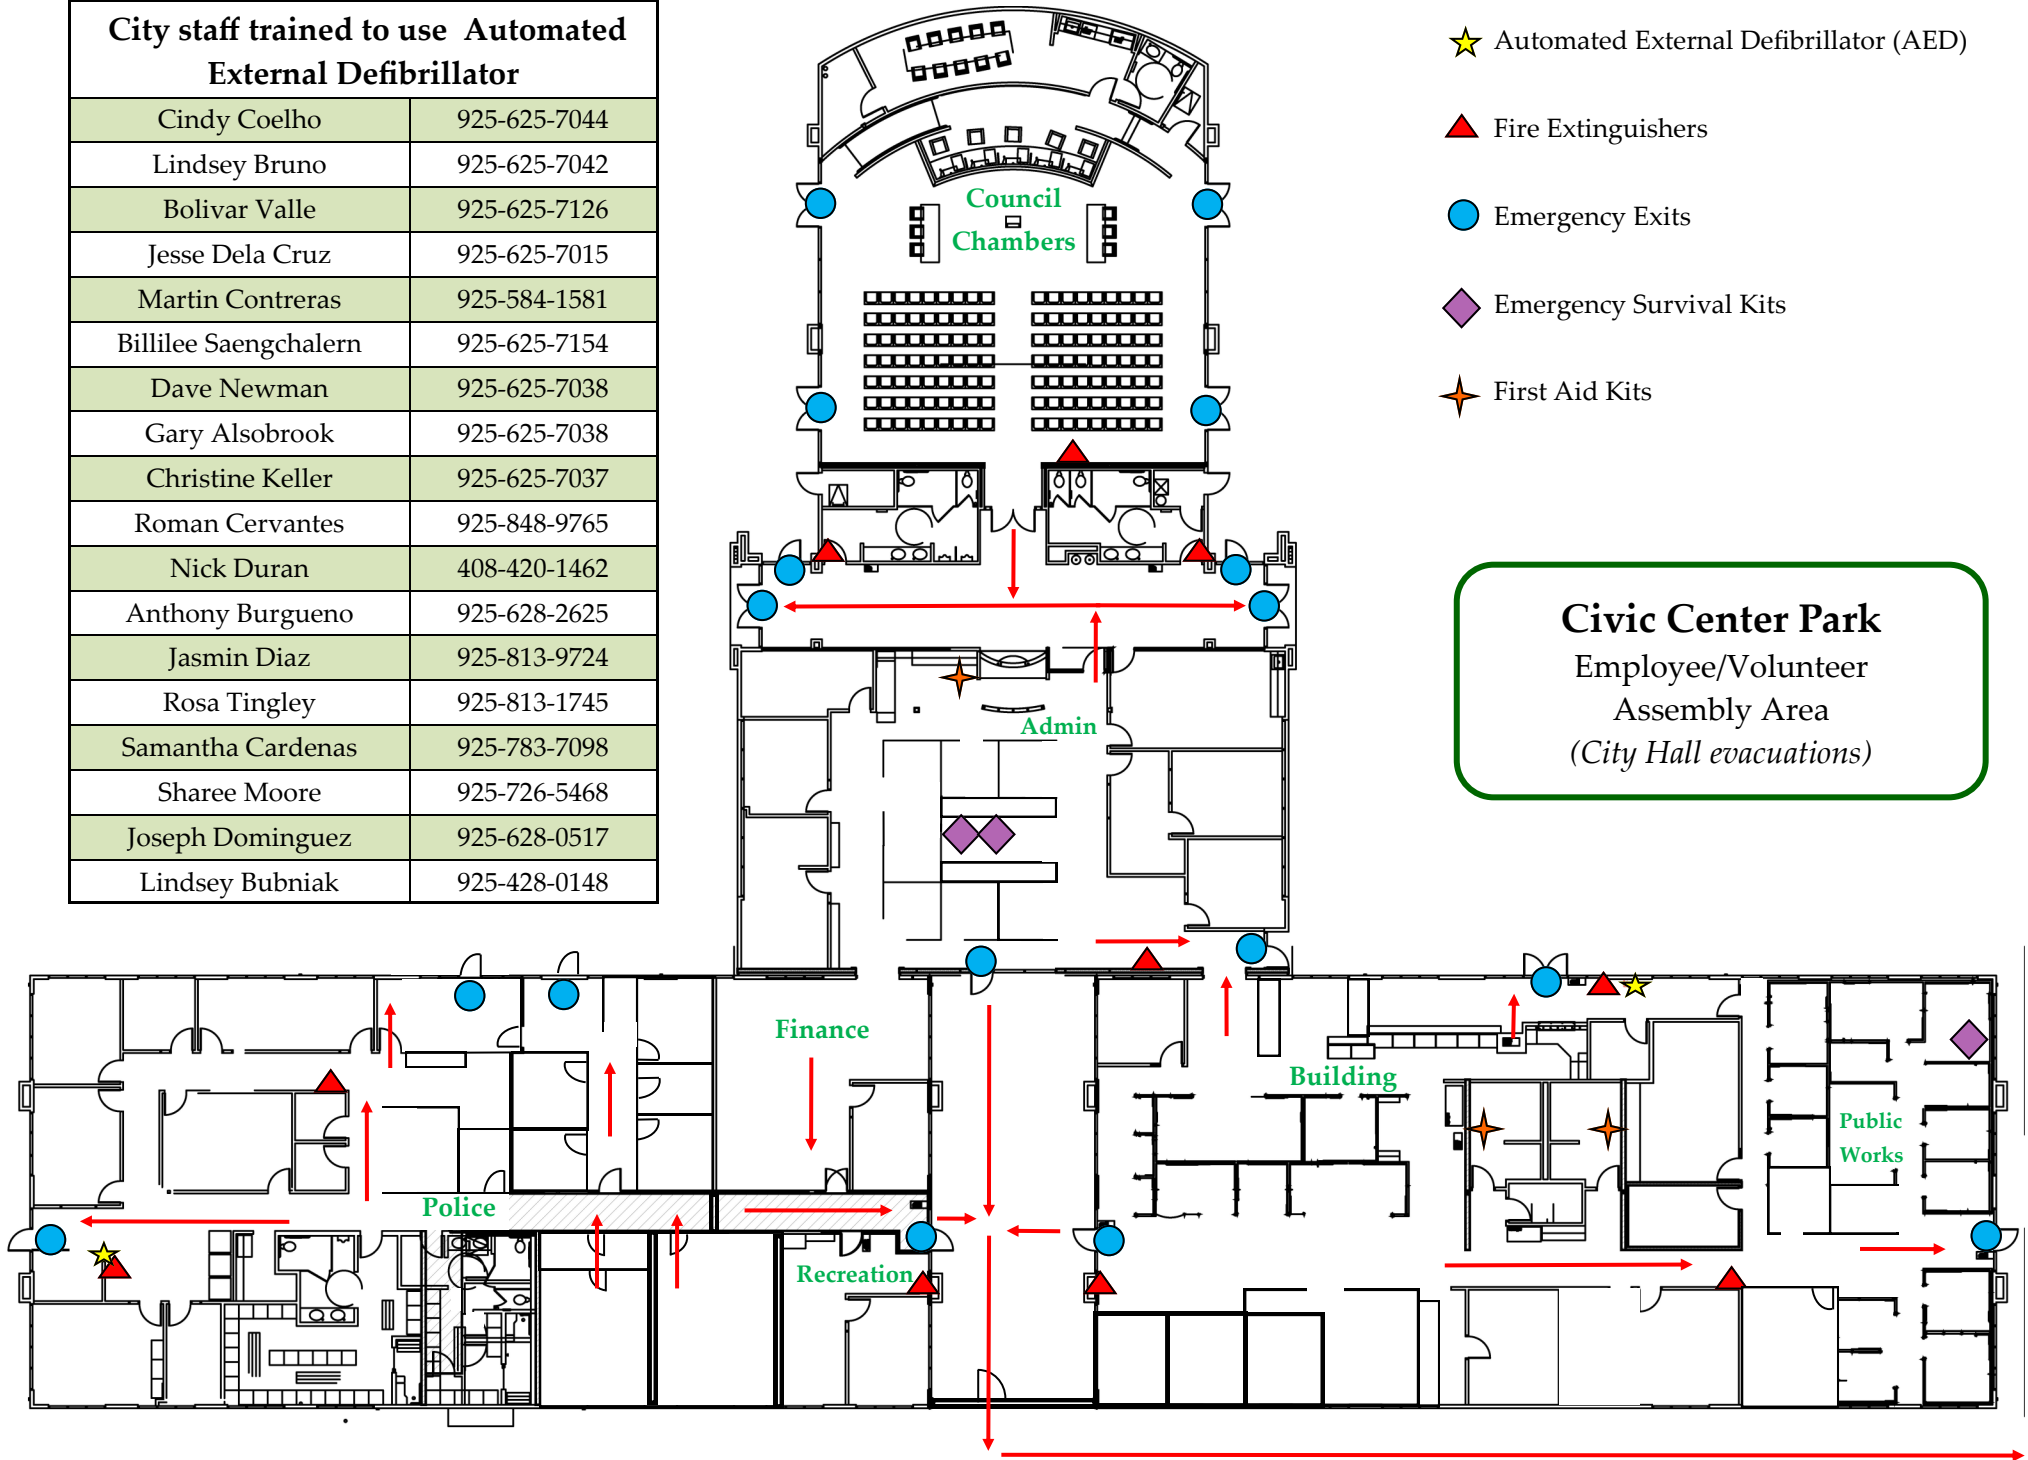 City staff trained to use Automated
External Defibrillator
Cindy Coelho 925-625-7044
Lindsey Bruno 925-625-7042
Bolivar Valle 925-625-7126
Jesse Dela Cruz 925-625-7015
Martin Contreras 925-584-1581
Billilee Saengchalern 925-625-7154
Dave Newman 925-625-7038
Gary Alsobrook 925-625-7038
Christine Keller 925-625-7037
Roman Cervantes 925-848-9765
Nick Duran 408-420-1462
Anthony Burgueno 925-628-2625
Jasmin Diaz 925-813-9724
Rosa Tingley 925-813-1745
Samantha Cardenas 925-783-7098
Sharee Moore 925-726-5468
Joseph Dominguez 925-628-0517
Lindsey Bubniak 925-428-0148
Automated External Defibrillator (AED)
Fire Extinguishers
Emergency Exits
Emergency Survival Kits
First Aid Kits
Council
Chambers
Civic Center Park
Employee/Volunteer
Assembly Area
(City Hall evacuations)
Admin
Finance
Building
Public
Works
Police
Recreation